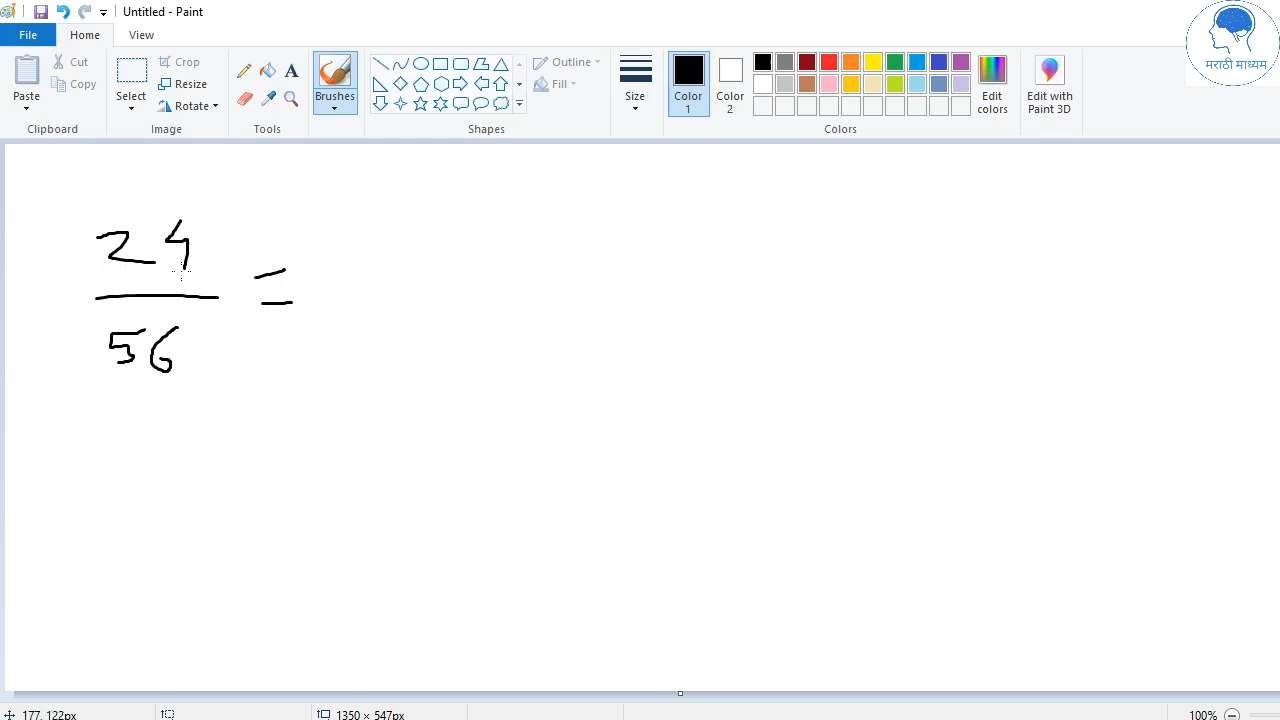 Untitled - Paint
File Home View
Paste Cut Copy Clipboard
Select Crop Resize Rotate Image
Tools
Brushes
Shapes Outline Fill
Size
Color 1 Color 2 Edit colors Colors
Edit with Paint 3D
मराठी माध्यम
24
=
56
177, 122px 1350 × 547px 100%